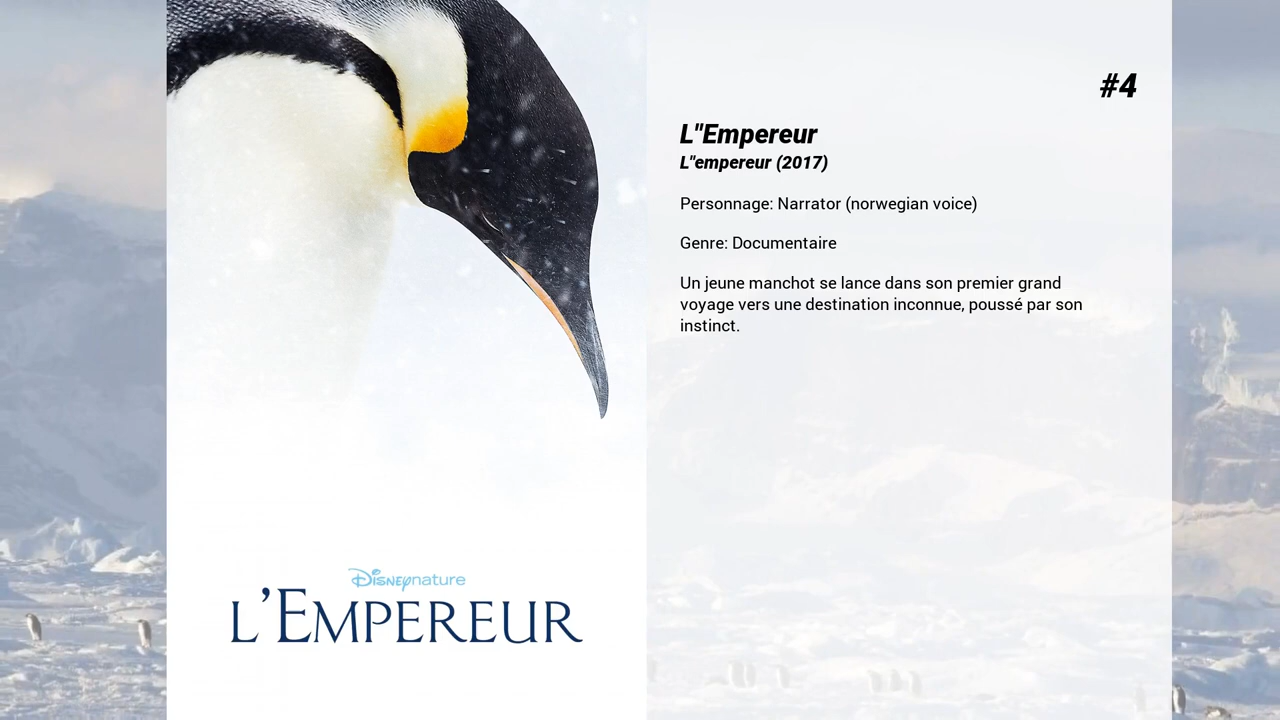 #4
L"Empereur
L"empereur (2017)
Personnage: Narrator (norwegian voice)
Genre: Documentaire
Un jeune manchot se lance dans son premier grand
voyage vers une destination inconnue, poussé par son
instinct.
Disneynature
L'EMPEREUR